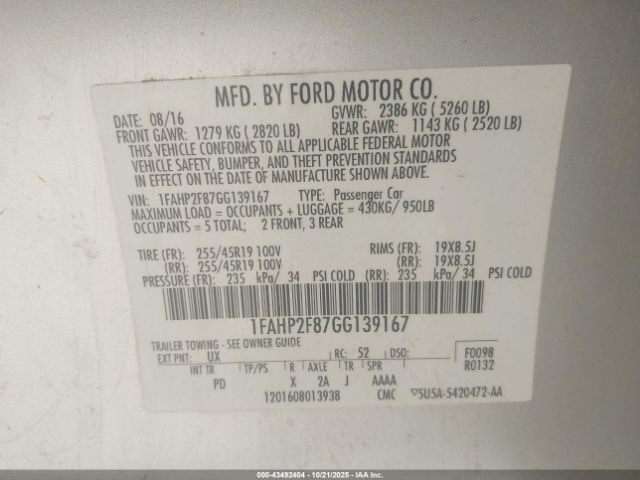 MFD. BY FORD MOTOR CO.
DATE: 08/16 GVWR: 2386 KG (5260 LB)
FRONT GAWR: 1279 KG (2820 LB) REAR GAWR: 1143 KG (2520 LB)
THIS VEHICLE CONFORMS TO ALL APPLICABLE FEDERAL MOTOR
VEHICLE SAFETY, BUMPER, AND THEFT PREVENTION STANDARDS
IN EFFECT ON THE DATE OF MANUFACTURE SHOWN ABOVE.
VIN: 1FAHP2F87GG139167 TYPE: Passenger Car
MAXIMUM LOAD = OCCUPANTS + LUGGAGE = 430KG/ 950LB
OCCUPANTS = 5 TOTAL; 2 FRONT, 3 REAR
TIRE (FR): 255/45R19 100V RIMS (FR): 19X8.5J
(RR): 255/45R19 100V (RR): 19X8.5J
PRESSURE (FR): 235 kPa/ 34 PSI COLD (RR): 235 kPa/ 34 PSI COLD
1FAHP2F87GG139167
TRAILER TOWING - SEE OWNER GUIDE
EXT PNT: UX RC: 52 DSO: F0098
INT TR TP/PS R AXLE TR SPR R0132
PD X 2A J AAAA
1201608013938 CMC ▽SU5A-5420472-AA
000-43492404 - 10/21/2025 - IAAI.COM